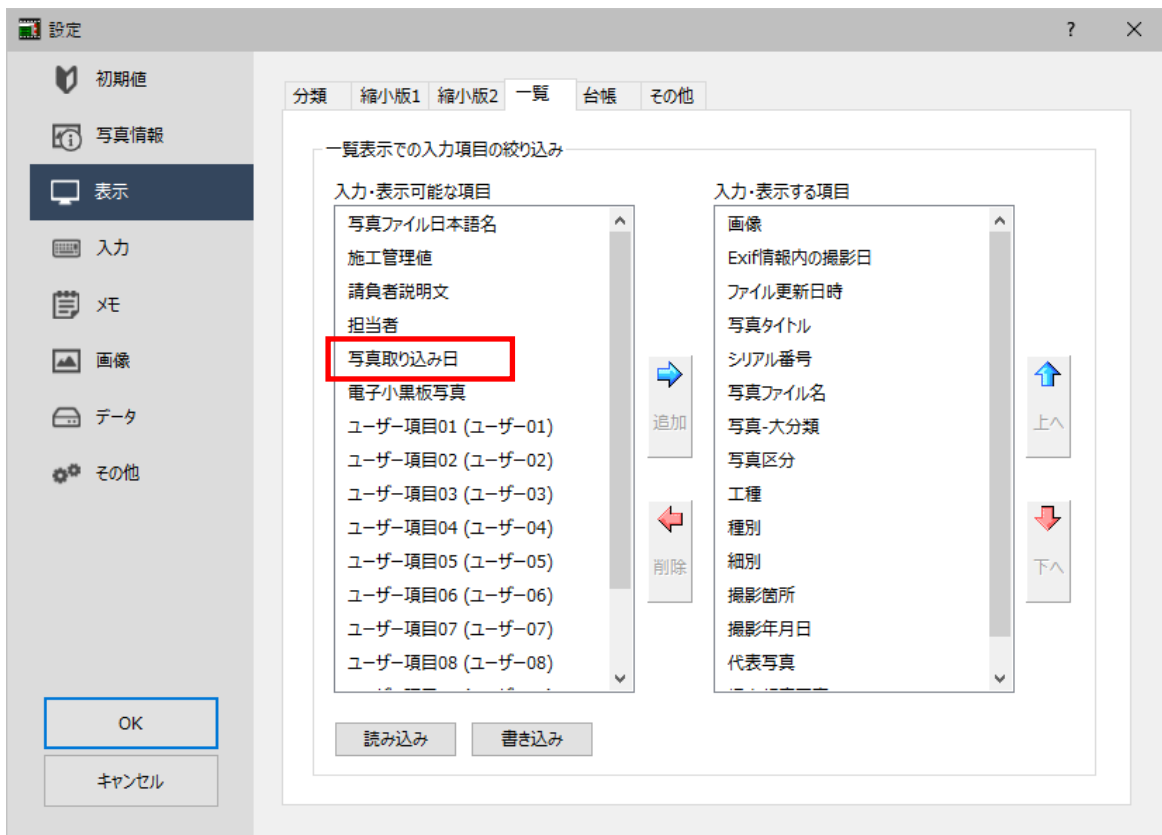 設定
?
初期値
写真情報
表示
入力
メモ
画像
データ
その他
OK
キャンセル
分類 縮小版1 縮小版2 一覧 台帳 その他
一覧表示での入力項目の絞り込み
入力・表示可能な項目
写真ファイル日本語名
施工管理値
請負者説明文
担当者
写真取り込み日
電子小黒板写真
ユーザー項目01 (ユーザー01)
ユーザー項目02 (ユーザー02)
ユーザー項目03 (ユーザー03)
ユーザー項目04 (ユーザー04)
ユーザー項目05 (ユーザー05)
ユーザー項目06 (ユーザー06)
ユーザー項目07 (ユーザー07)
ユーザー項目08 (ユーザー08)
追加
削除
入力・表示する項目
画像
Exif情報内の撮影日
ファイル更新日時
写真タイトル
シリアル番号
写真ファイル名
写真-大分類
写真区分
工種
種別
細別
撮影箇所
撮影年月日
代表写真
上へ
下へ
読み込み 書き込み